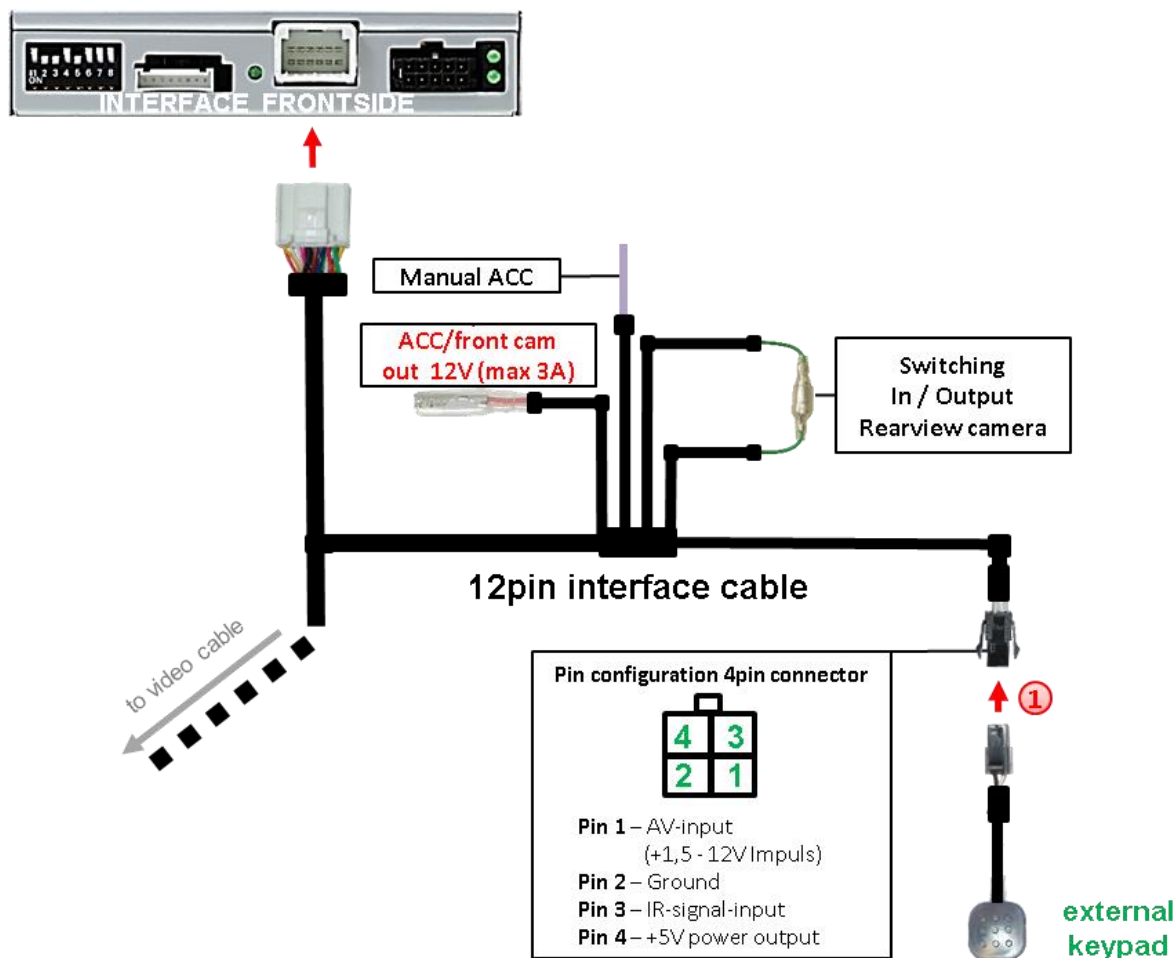 ON 1 2 3 4 5 6 7 8
INTERFACE FRONTSIDE
Manual ACC
ACC/front cam
out 12V (max 3A)
Switching
In / Output
Rearview camera
12pin interface cable
to video cable
Pin configuration 4pin connector
4 3
2 1
Pin 1 – AV-input
(+1,5 - 12V Impuls)
Pin 2 – Ground
Pin 3 – IR-signal-input
Pin 4 – +5V power output
1
external
keypad